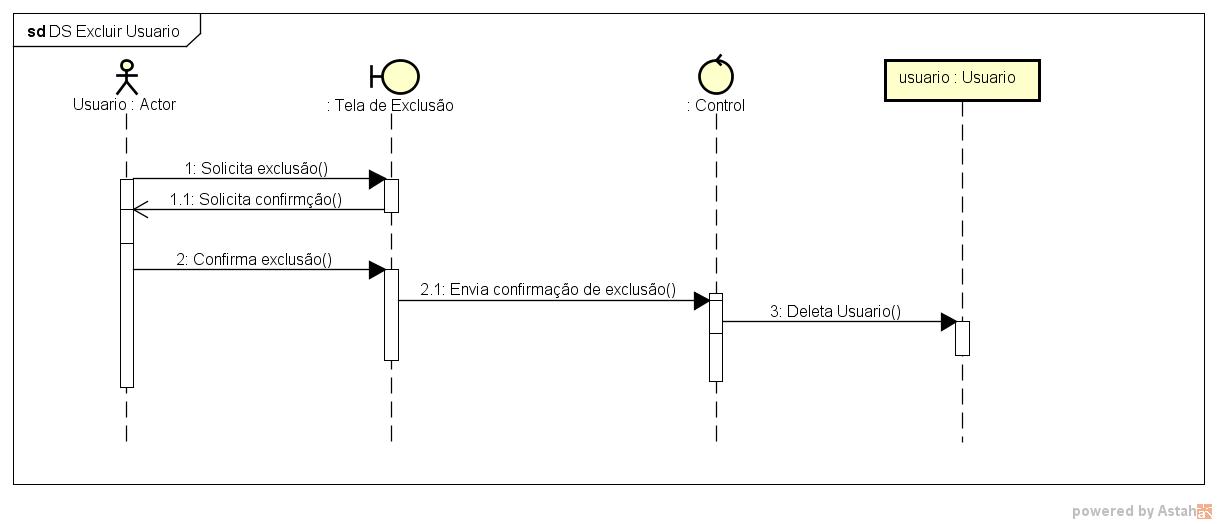 sd DS Excluir Usuario
Usuario : Actor
: Tela de Exclusão
: Control
usuario : Usuario
1: Solicita exclusão()
1.1: Solicita confirmção()
2: Confirma exclusão()
2.1: Envia confirmação de exclusão()
3: Deleta Usuario()
powered by Astah